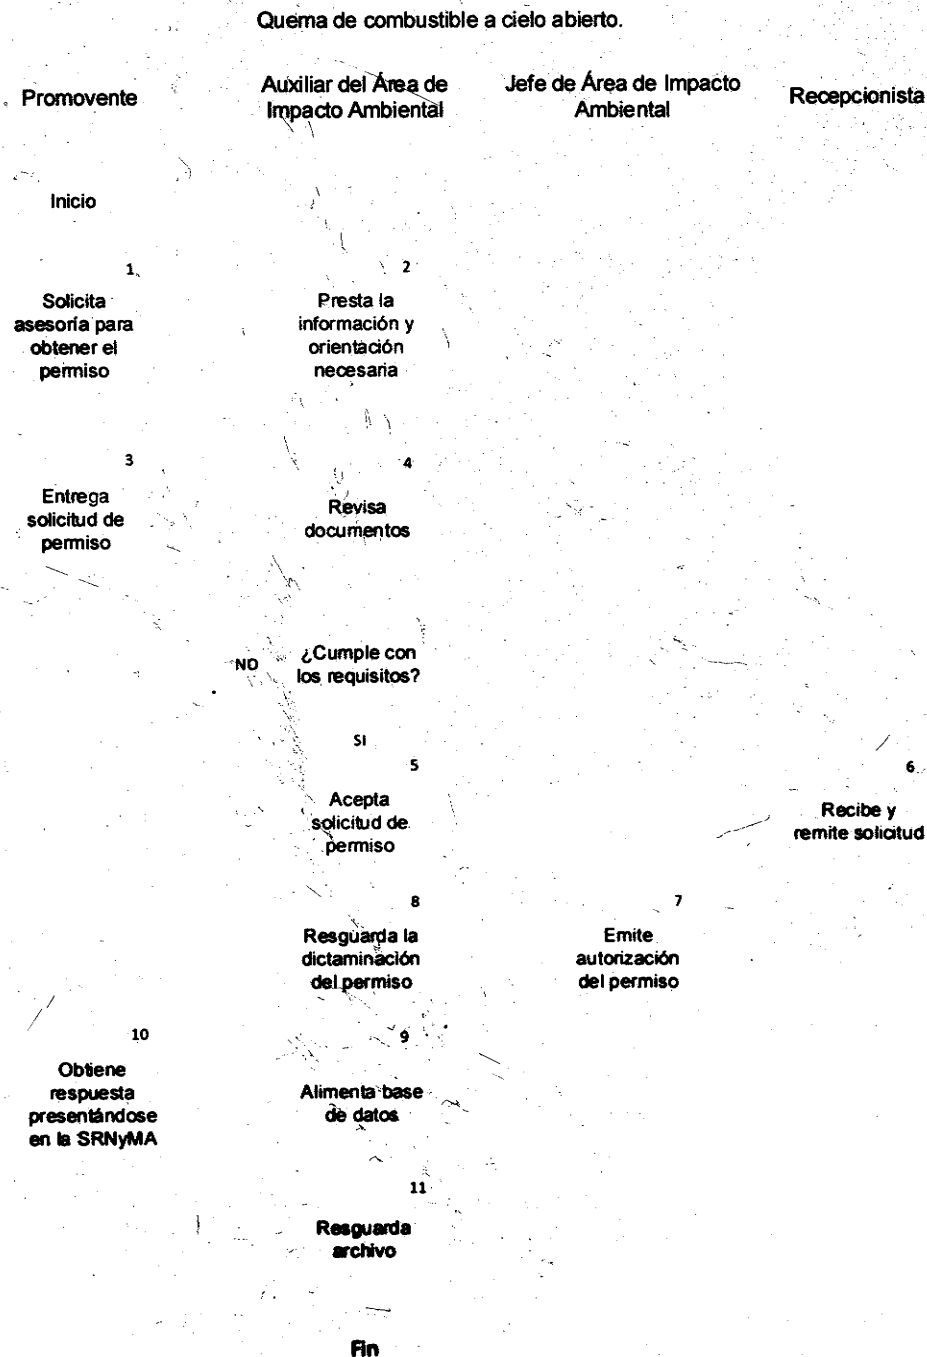 Quema de combustible a cielo abierto.
Promovente
Auxiliar del Área de
Impacto Ambiental
Jefe de Área de Impacto
Ambiental
Recepcionista
Inicio
1
Solicita
asesoría para
obtener el
permiso
2
Presta la
información y
orientación
necesaria
3
Entrega
solicitud de
permiso
4
Revisa
documentos
NO
¿Cumple con
los requisitos?
SI
5
Acepta
solicitud de
permiso
6
Recibe y
remite solicitud
8
Resguarda la
dictaminación
del permiso
7
Emite
autorización
del permiso
10
Obtiene
respuesta
presentándose
en la SRNyMA
9
Alimenta base
de datos
11
Resguarda
archivo
Fin